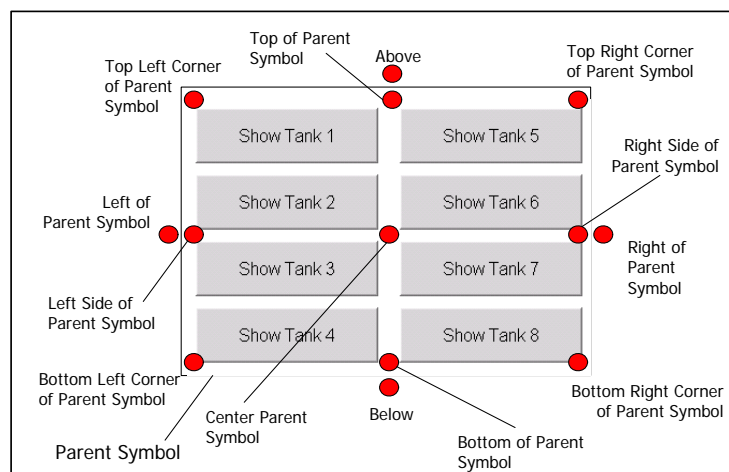 Top of Parent
Symbol
Above
Top Right Corner
of Parent Symbol
Top Left Corner
of Parent
Symbol
Show Tank 1
Show Tank 5
Right Side of
Parent Symbol
Left of
Parent Symbol
Show Tank 2
Show Tank 6
Right of
Parent
Symbol
Show Tank 3
Show Tank 7
Left Side of
Parent Symbol
Show Tank 4
Show Tank 8
Bottom Left Corner
of Parent Symbol
Center Parent
Symbol
Below
Bottom Right Corner
of Parent Symbol
Parent Symbol
Bottom of Parent
Symbol